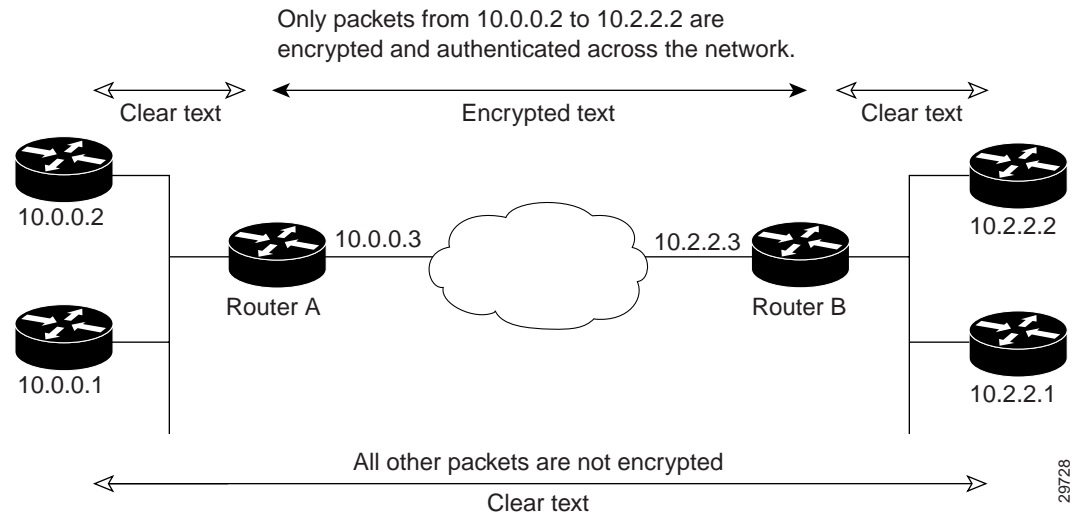 Only packets from 10.0.0.2 to 10.2.2.2 are
encrypted and authenticated across the network.
Clear text
Encrypted text
Clear text
10.0.0.2
10.2.2.2
10.0.0.3
10.2.2.3
Router A
Router B
10.0.0.1
10.2.2.1
All other packets are not encrypted
Clear text
29728